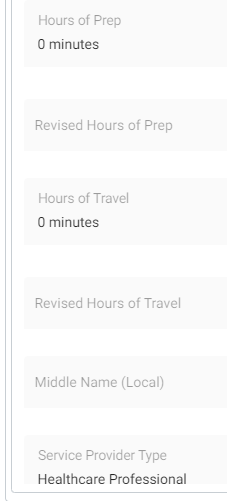 Hours of Prep
0 minutes
Revised Hours of Prep
Hours of Travel
0 minutes
Revised Hours of Travel
Middle Name (Local)
Service Provider Type
Healthcare Professional